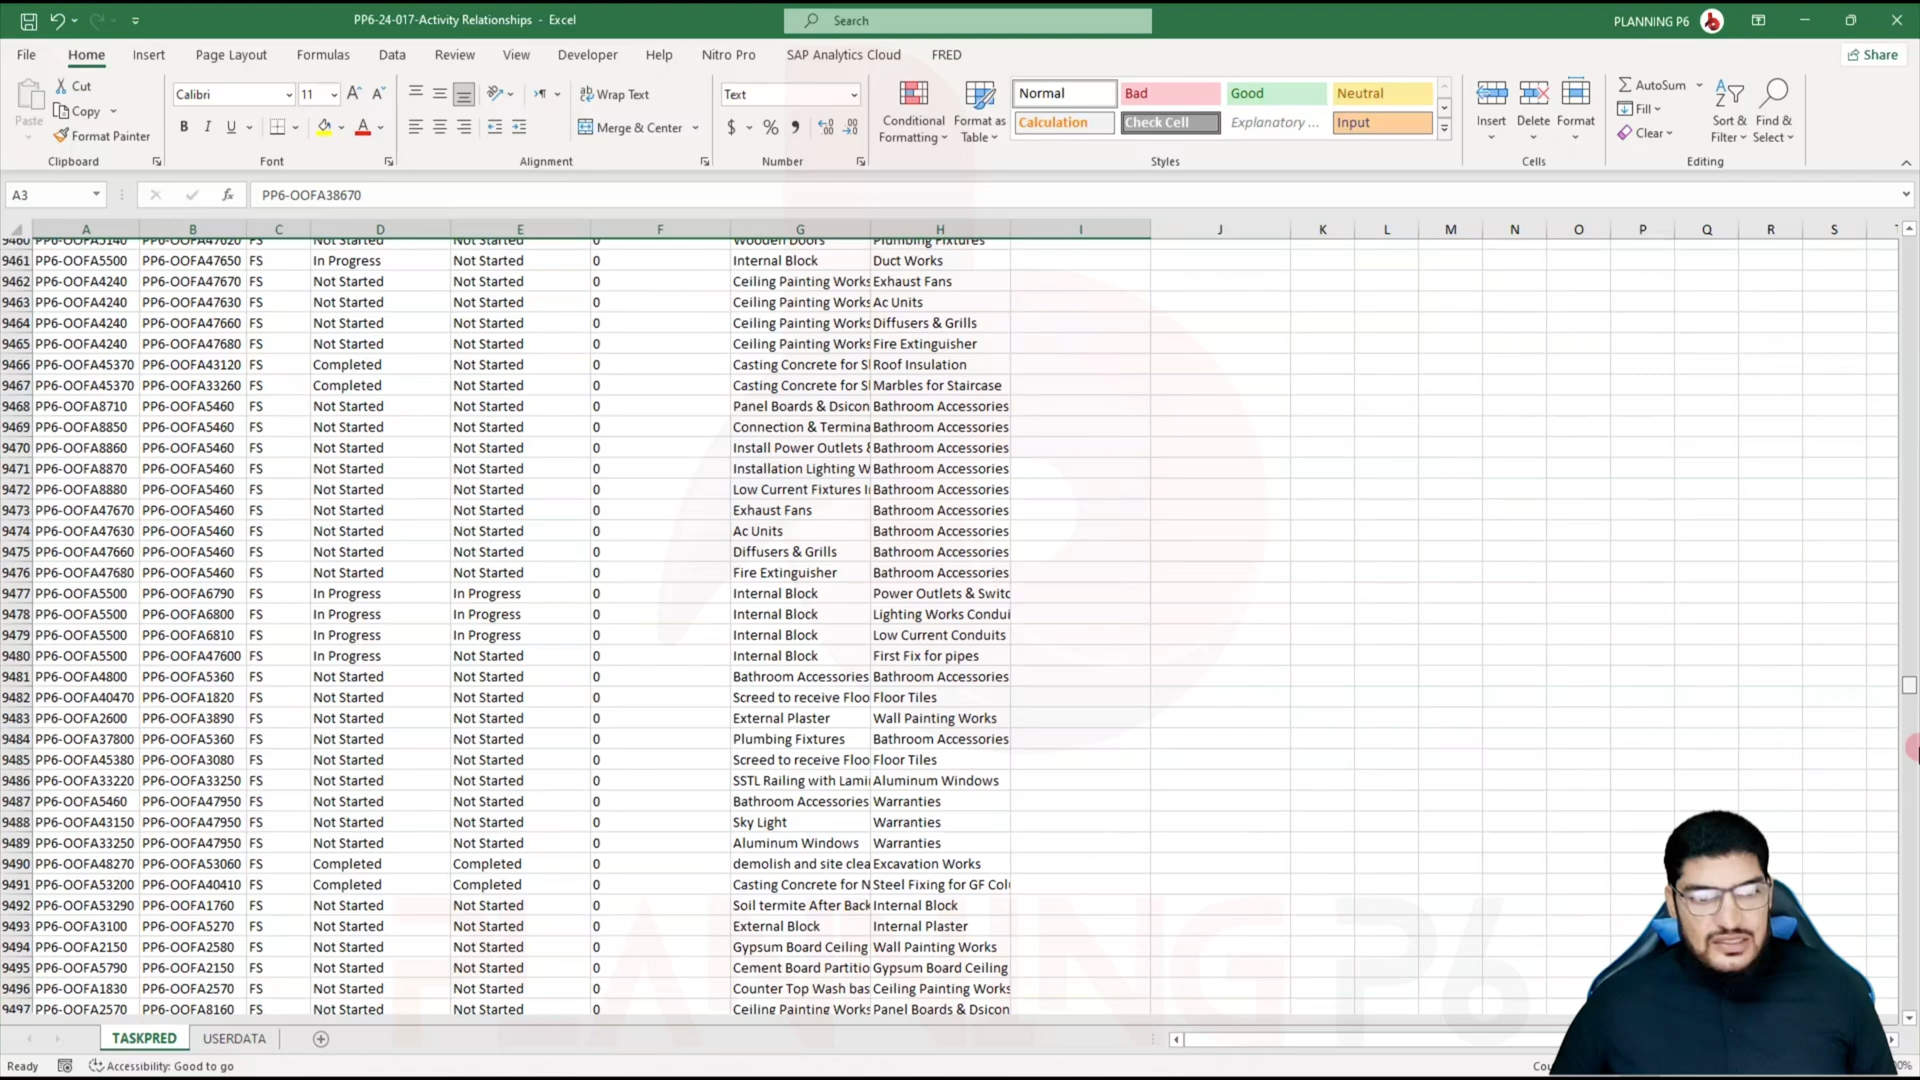 PP6-24-017-Activity Relationships - Excel
Search
PLANNING P6
File Home Insert Page Layout Formulas Data Review View Developer Help Nitro Pro SAP Analytics Cloud FRED Share
Paste Cut Copy Format Painter Clipboard
Calibri 11 B I U Font
Wrap Text Merge & Center Alignment
Text $ % Number
Conditional Formatting Format as Table
Normal Bad Good Neutral
Calculation Check Cell Explanatory ... Input
Styles
Insert Delete Format Cells
AutoSum Fill Clear Sort & Filter Find & Select Editing
A3 fx PP6-OOFA38670
A B C D E F G H I J K L M N O P Q R S
9460 PP6-OOFA5140 PP6-OOFA47620 FS Not Started Not Started 0 Wooden Doors Plumbing Fixtures
9461 PP6-OOFA5500 PP6-OOFA47650 FS In Progress Not Started 0 Internal Block Duct Works
9462 PP6-OOFA4240 PP6-OOFA47670 FS Not Started Not Started 0 Ceiling Painting Works Exhaust Fans
9463 PP6-OOFA4240 PP6-OOFA47630 FS Not Started Not Started 0 Ceiling Painting Works Ac Units
9464 PP6-OOFA4240 PP6-OOFA47660 FS Not Started Not Started 0 Ceiling Painting Works Diffusers & Grills
9465 PP6-OOFA4240 PP6-OOFA47680 FS Not Started Not Started 0 Ceiling Painting Works Fire Extinguisher
9466 PP6-OOFA45370 PP6-OOFA43120 FS Completed Not Started 0 Casting Concrete for Sl Roof Insulation
9467 PP6-OOFA45370 PP6-OOFA33260 FS Completed Not Started 0 Casting Concrete for Sl Marbles for Staircase
9468 PP6-OOFA8710 PP6-OOFA5460 FS Not Started Not Started 0 Panel Boards & Dsicon Bathroom Accessories
9469 PP6-OOFA8850 PP6-OOFA5460 FS Not Started Not Started 0 Connection & Termina Bathroom Accessories
9470 PP6-OOFA8860 PP6-OOFA5460 FS Not Started Not Started 0 Install Power Outlets & Bathroom Accessories
9471 PP6-OOFA8870 PP6-OOFA5460 FS Not Started Not Started 0 Installation Lighting W Bathroom Accessories
9472 PP6-OOFA8880 PP6-OOFA5460 FS Not Started Not Started 0 Low Current Fixtures I Bathroom Accessories
9473 PP6-OOFA47670 PP6-OOFA5460 FS Not Started Not Started 0 Exhaust Fans Bathroom Accessories
9474 PP6-OOFA47630 PP6-OOFA5460 FS Not Started Not Started 0 Ac Units Bathroom Accessories
9475 PP6-OOFA47660 PP6-OOFA5460 FS Not Started Not Started 0 Diffusers & Grills Bathroom Accessories
9476 PP6-OOFA47680 PP6-OOFA5460 FS Not Started Not Started 0 Fire Extinguisher Bathroom Accessories
9477 PP6-OOFA5500 PP6-OOFA6790 FS In Progress In Progress 0 Internal Block Power Outlets & Switc
9478 PP6-OOFA5500 PP6-OOFA6800 FS In Progress In Progress 0 Internal Block Lighting Works Condui
9479 PP6-OOFA5500 PP6-OOFA6810 FS In Progress In Progress 0 Internal Block Low Current Conduits
9480 PP6-OOFA5500 PP6-OOFA47600 FS In Progress Not Started 0 Internal Block First Fix for pipes
9481 PP6-OOFA4800 PP6-OOFA5360 FS Not Started Not Started 0 Bathroom Accessories Bathroom Accessories
9482 PP6-OOFA40470 PP6-OOFA1820 FS Not Started Not Started 0 Screed to receive Floo Floor Tiles
9483 PP6-OOFA2600 PP6-OOFA3890 FS Not Started Not Started 0 External Plaster Wall Painting Works
9484 PP6-OOFA37800 PP6-OOFA5360 FS Not Started Not Started 0 Plumbing Fixtures Bathroom Accessories
9485 PP6-OOFA45380 PP6-OOFA3080 FS Not Started Not Started 0 Screed to receive Floo Floor Tiles
9486 PP6-OOFA33220 PP6-OOFA33250 FS Not Started Not Started 0 SSTL Railing with Lami Aluminum Windows
9487 PP6-OOFA5460 PP6-OOFA47950 FS Not Started Not Started 0 Bathroom Accessories Warranties
9488 PP6-OOFA43150 PP6-OOFA47950 FS Not Started Not Started 0 Sky Light Warranties
9489 PP6-OOFA33250 PP6-OOFA47950 FS Not Started Not Started 0 Aluminum Windows Warranties
9490 PP6-OOFA48270 PP6-OOFA53060 FS Completed Completed 0 demolish and site clea Excavation Works
9491 PP6-OOFA53200 PP6-OOFA40410 FS Completed Completed 0 Casting Concrete for N Steel Fixing for GF Col
9492 PP6-OOFA53290 PP6-OOFA1760 FS Not Started Not Started 0 Soil termite After Back Internal Block
9493 PP6-OOFA3100 PP6-OOFA5270 FS Not Started Not Started 0 External Block Internal Plaster
9494 PP6-OOFA2150 PP6-OOFA2580 FS Not Started Not Started 0 Gypsum Board Ceiling Wall Painting Works
9495 PP6-OOFA5790 PP6-OOFA2150 FS Not Started Not Started 0 Cement Board Partitio Gypsum Board Ceiling
9496 PP6-OOFA1830 PP6-OOFA2570 FS Not Started Not Started 0 Counter Top Wash bas Ceiling Painting Works
9497 PP6-OOFA2570 PP6-OOFA8160 FS Not Started Not Started 0 Ceiling Painting Works Panel Boards & Dsicon
PLANNING P6
TASKPRED USERDATA
Ready Accessibility: Good to go